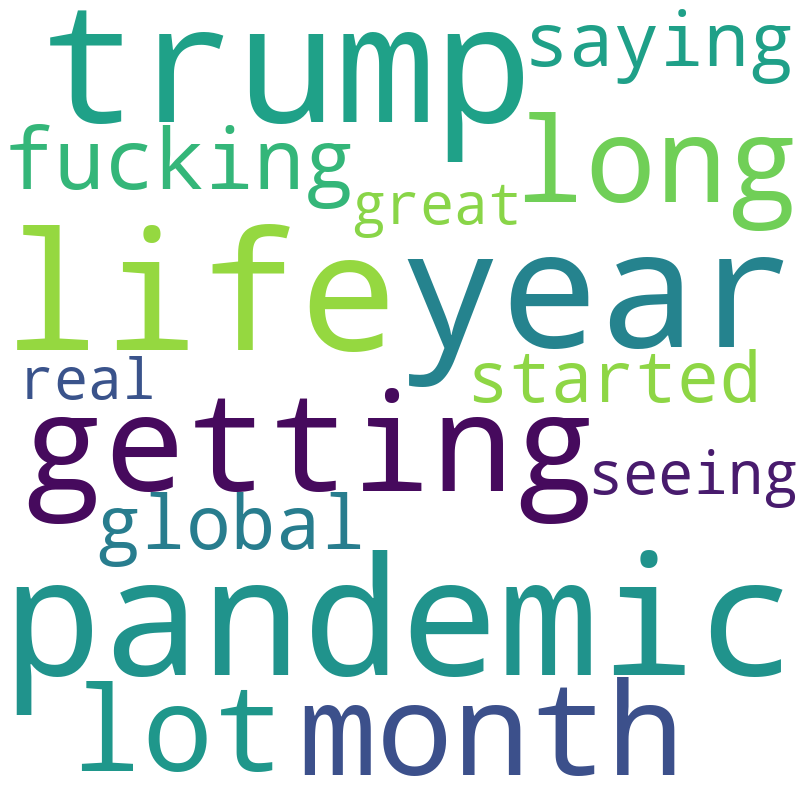 trump
saying
fucking
long
great
life
year
real
started
getting
seeing
global
pandemic
lot
month